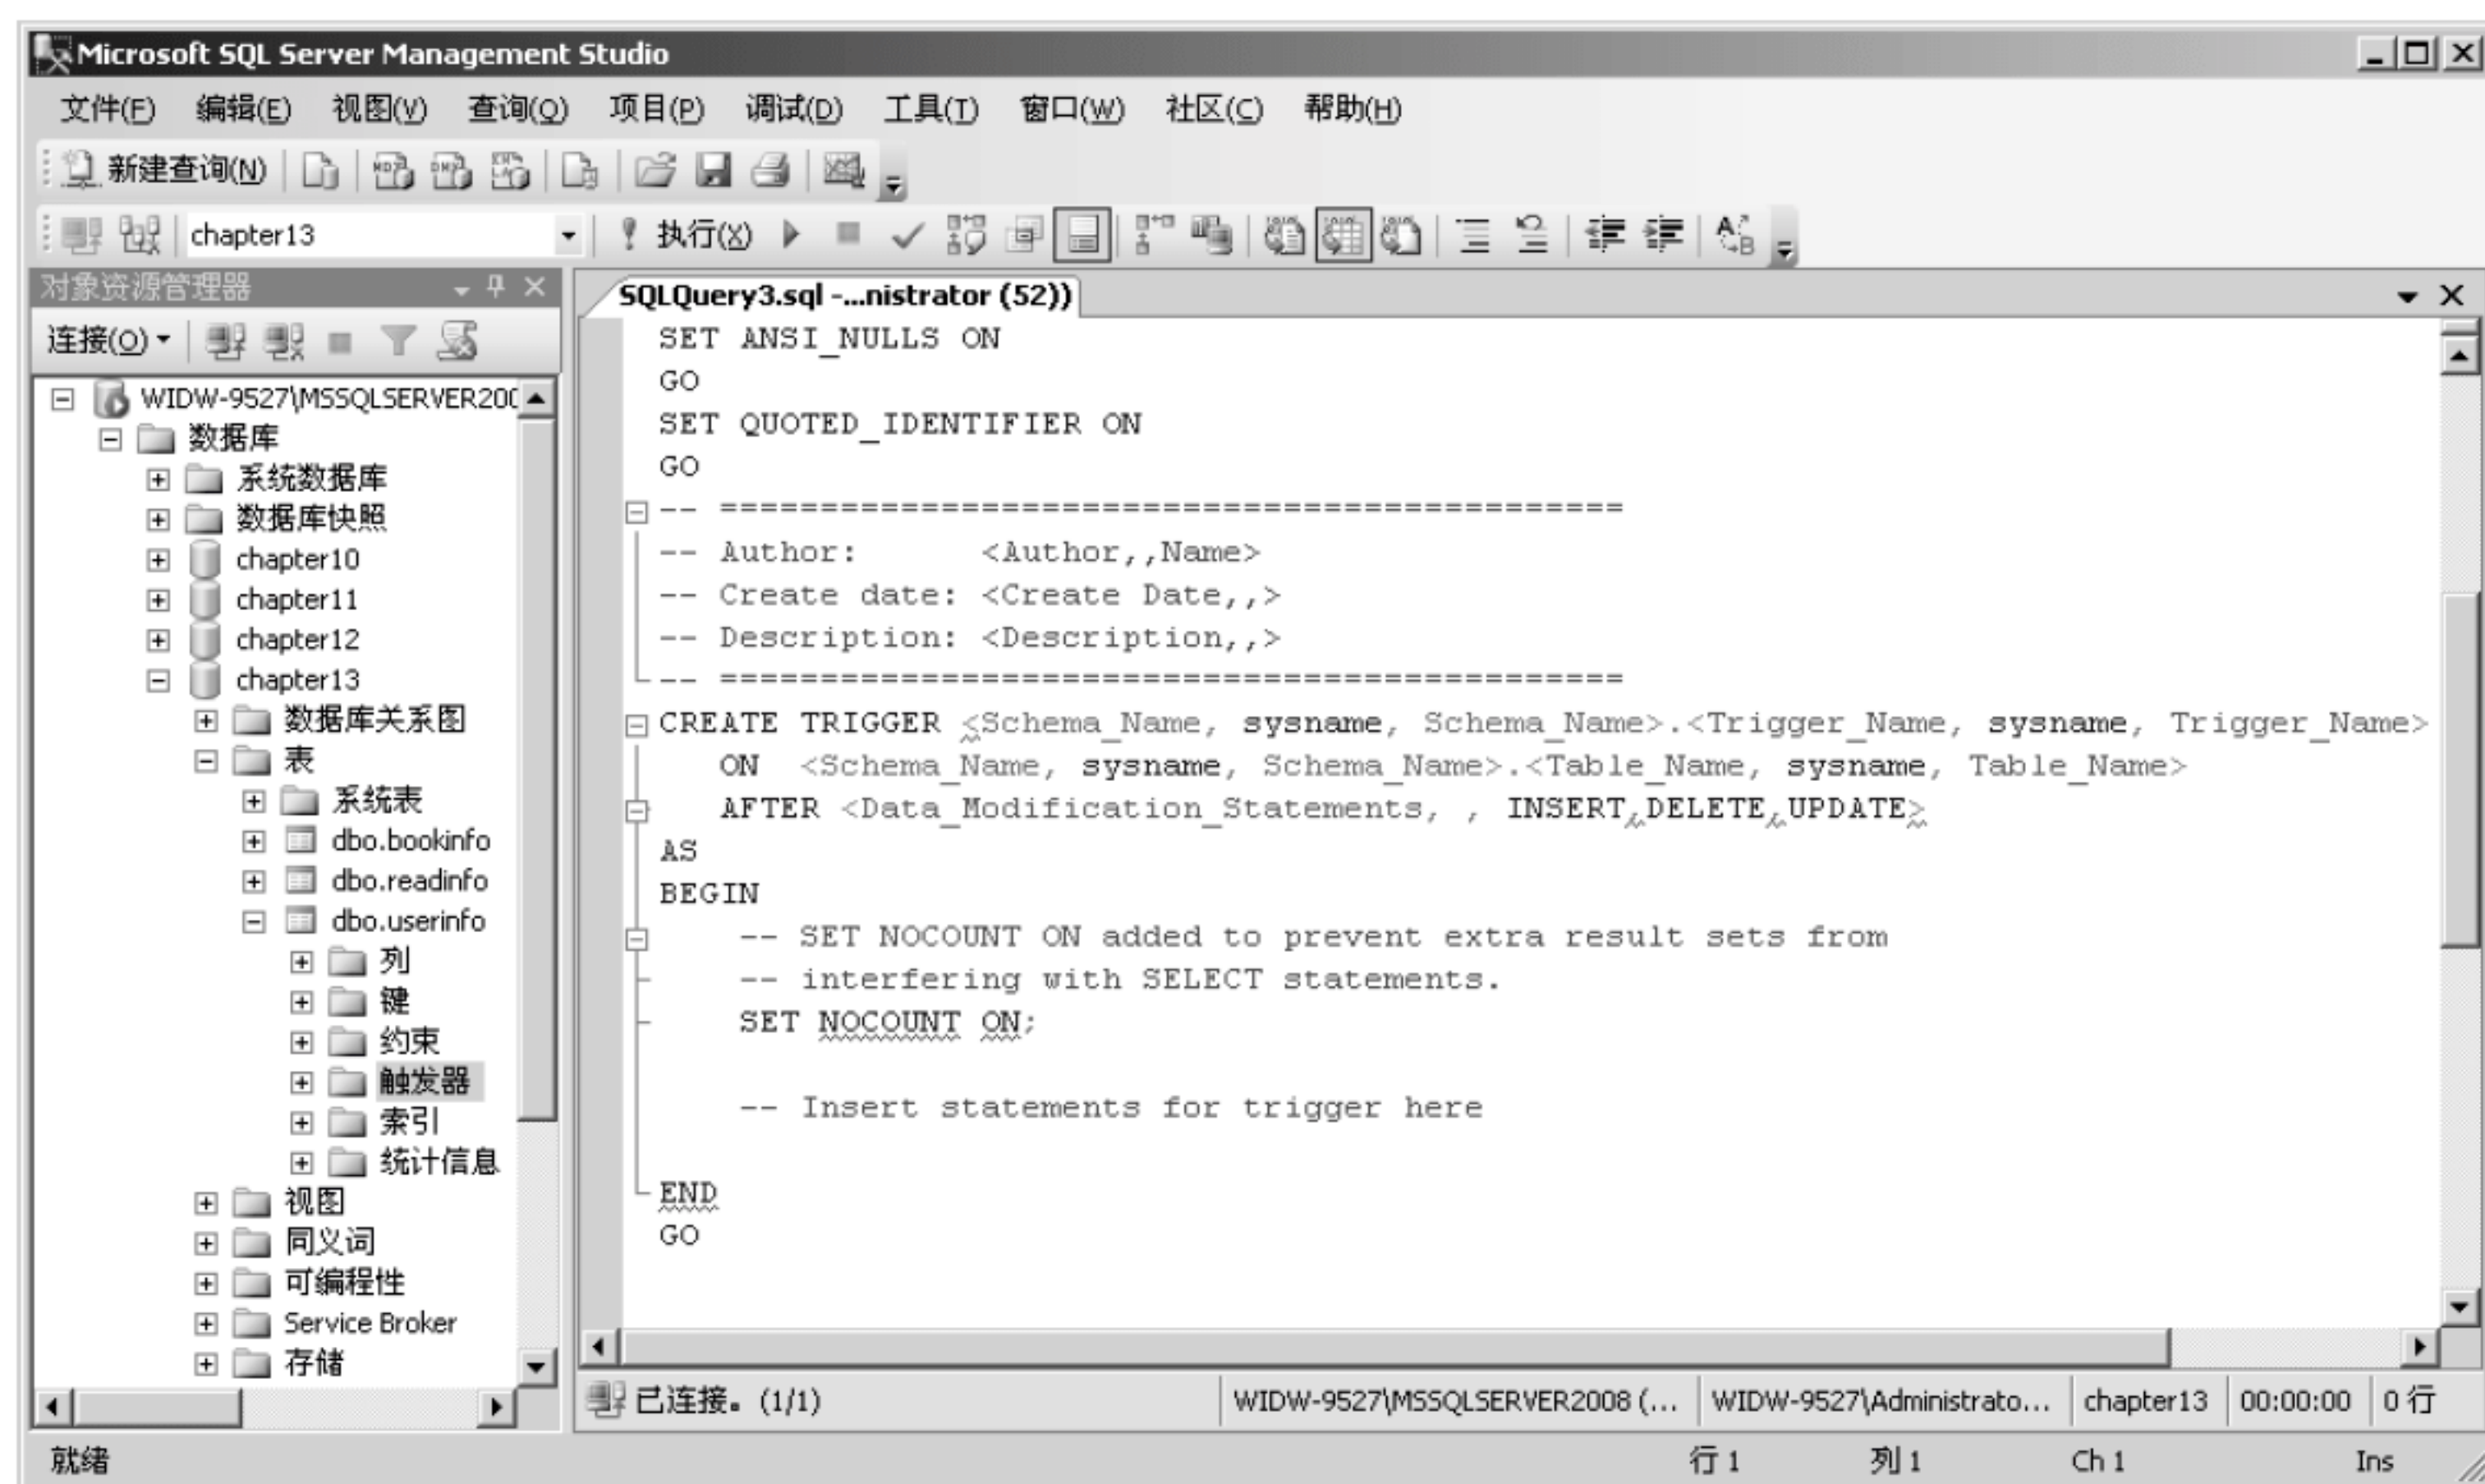 Microsoft SQL Server Management Studio
文件(F) 编辑(E) 视图(V) 查询(Q) 项目(P) 调试(D) 工具(T) 窗口(W) 社区(C) 帮助(H)
新建查询(N)
chapter13 执行(X)
对象资源管理器
连接(O)
WIDW-9527\MSSQLSERVER200
数据库
系统数据库
数据库快照
chapter10
chapter11
chapter12
chapter13
数据库关系图
表
系统表
dbo.bookinfo
dbo.readinfo
dbo.userinfo
列
键
约束
触发器
索引
统计信息
视图
同义词
可编程性
Service Broker
存储
SQLQuery3.sql -...nistrator (52))
SET ANSI_NULLS ON
GO
SET QUOTED_IDENTIFIER ON
GO
-- =============================================
-- Author: <Author,,Name>
-- Create date: <Create Date,,>
-- Description: <Description,,>
-- =============================================
CREATE TRIGGER <Schema_Name, sysname, Schema_Name>.<Trigger_Name, sysname, Trigger_Name>
ON <Schema_Name, sysname, Schema_Name>.<Table_Name, sysname, Table_Name>
AFTER <Data_Modification_Statements, , INSERT,DELETE,UPDATE>
AS
BEGIN
-- SET NOCOUNT ON added to prevent extra result sets from
-- interfering with SELECT statements.
SET NOCOUNT ON;
-- Insert statements for trigger here
END
GO
已连接。(1/1) WIDW-9527\MSSQLSERVER2008 (... WIDW-9527\Administrato... chapter13 00:00:00 0 行
就绪 行 1 列 1 Ch 1 Ins